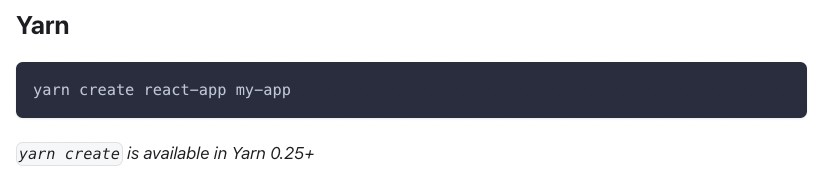 Yarn
yarn create react-app my-app
yarn create is available in Yarn 0.25+